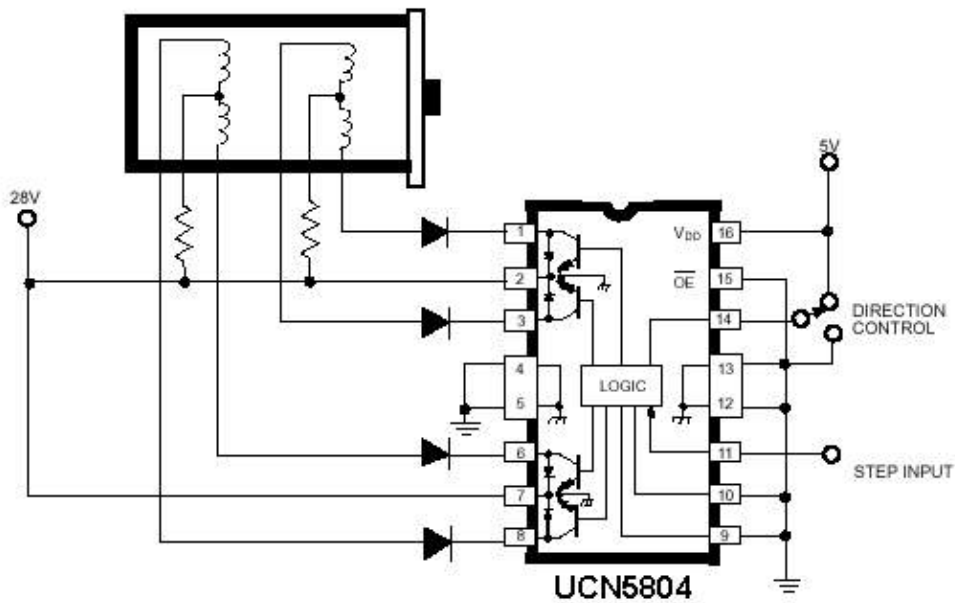 28V
5V
1
2
3
4
5
6
7
8
V_DD
OE
16
15
14
13
12
11
10
9
LOGIC
DIRECTION
CONTROL
STEP INPUT
UCN5804